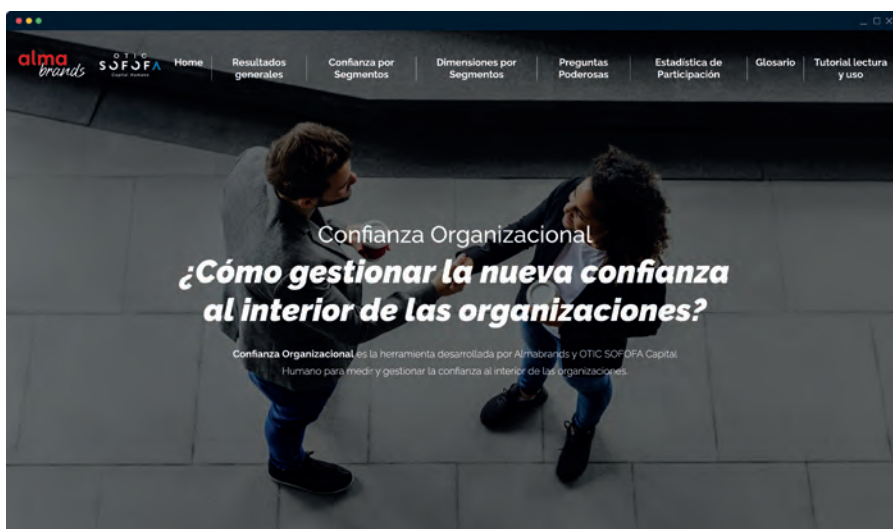 alma
brands
OTIC
SOFOFA
Capital Humano
Home
Resultados
generales
Confianza por
Segmentos
Dimensiones por
Segmentos
Preguntas
Poderosas
Estadística de
Participación
Glosario
Tutorial lectura
y uso
Confianza Organizacional
¿Cómo gestionar la nueva confianza
al interior de las organizaciones?
Confianza Organizacional es la herramienta desarrollada por Almabrands y OTIC SOFOFA Capital
Humano para medir y gestionar la confianza al interior de las organizaciones.